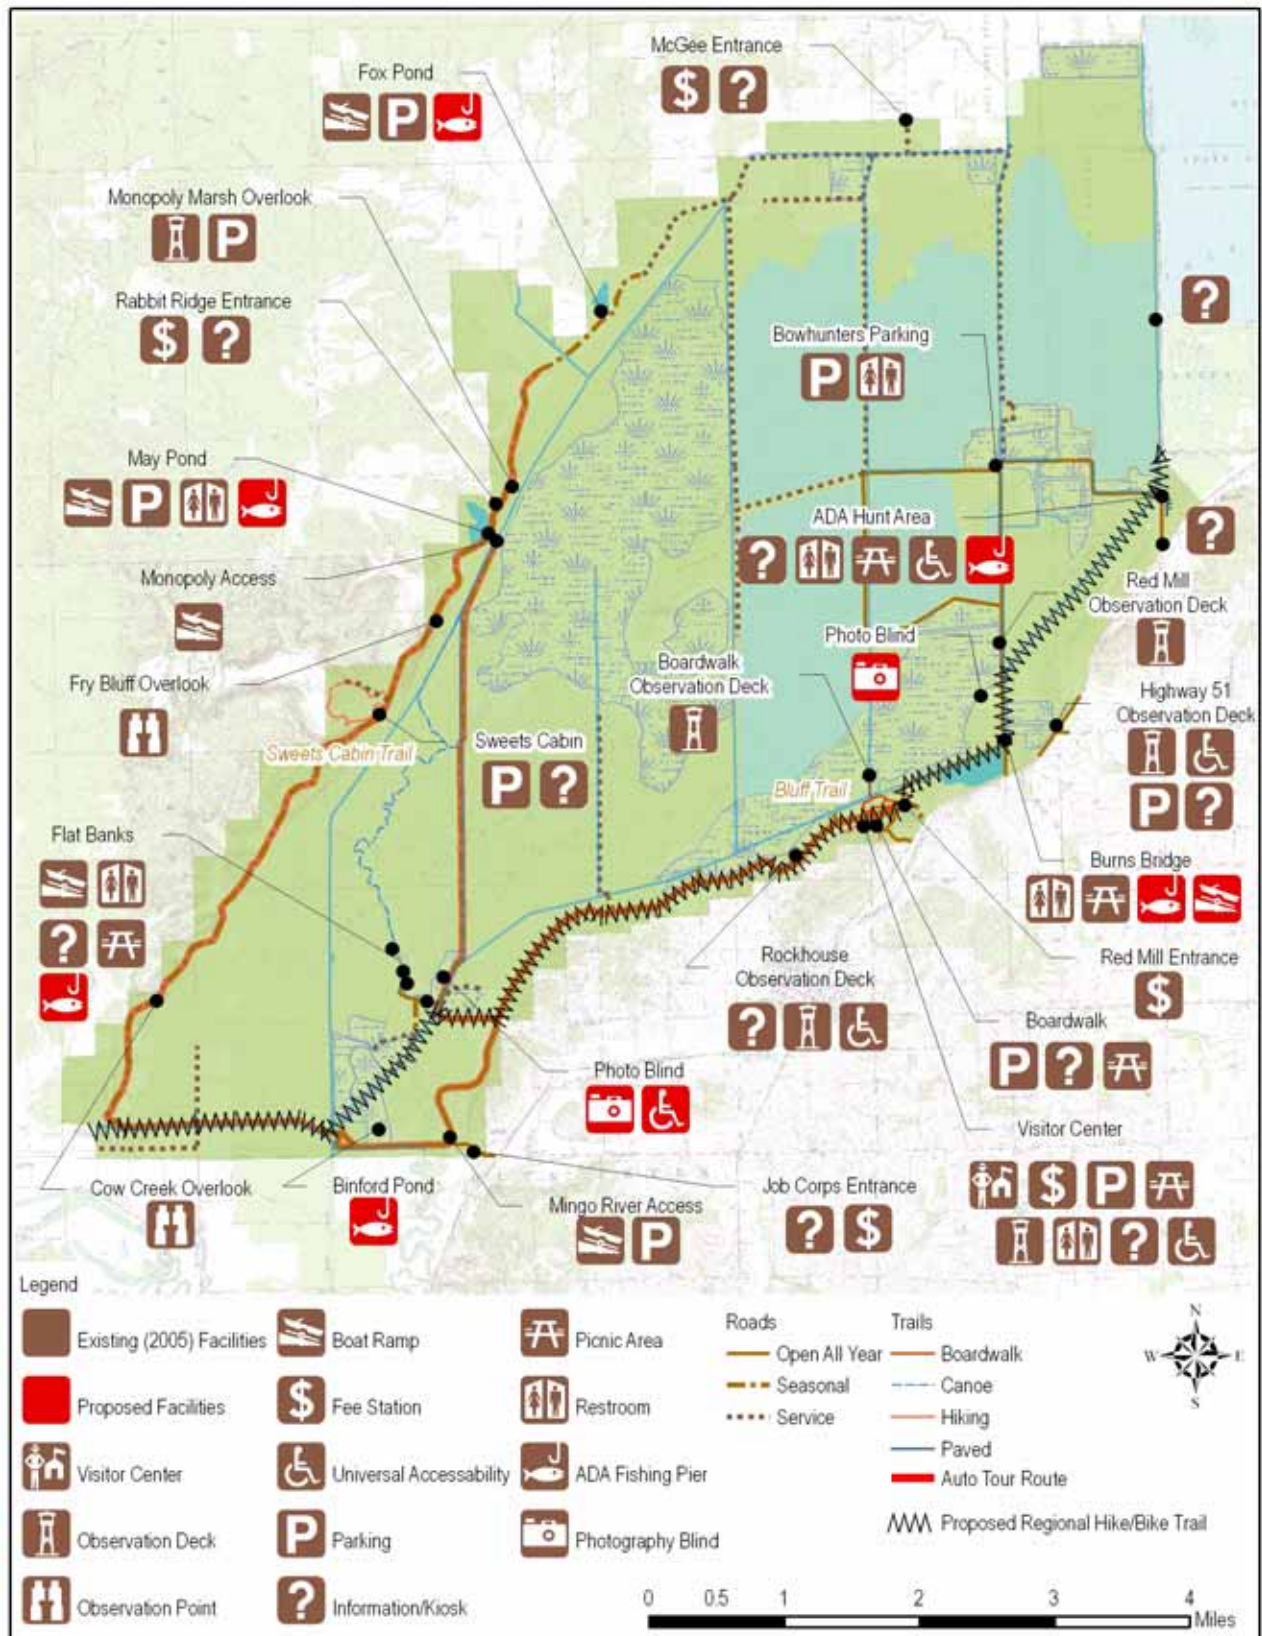 McGee Entrance
$ ?
Fox Pond
P
Monopoly Marsh Overlook
P
Rabbit Ridge Entrance
$ ?
?
Bowhunters Parking
P
May Pond
P
ADA Hunt Area
?
?
Monopoly Access
Red Mill
Observation Deck
Photo Blind
Boardwalk
Observation Deck
Fry Bluff Overlook
Highway 51
Observation Deck
P ?
Sweets Cabin Trail
Sweets Cabin
P ?
Bluff Trail
Flat Banks
?
Burns Bridge
Rockhouse
Observation Deck
?
Red Mill Entrance
$
Boardwalk
P ?
Photo Blind
Visitor Center
$ P
?
Cow Creek Overlook
Binford Pond
Mingo River Access
P
Job Corps Entrance
? $
Legend
Existing (2005) Facilities
Proposed Facilities
Visitor Center
Observation Deck
Observation Point
Boat Ramp
$ Fee Station
Universal Accessability
P Parking
? Information/Kiosk
Picnic Area
Restroom
ADA Fishing Pier
Photography Blind
Roads
Open All Year
Seasonal
Service
Trails
Boardwalk
Canoe
Hiking
Paved
Auto Tour Route
Proposed Regional Hike/Bike Trail
N
W E
S
0 0.5 1 2 3 4
Miles